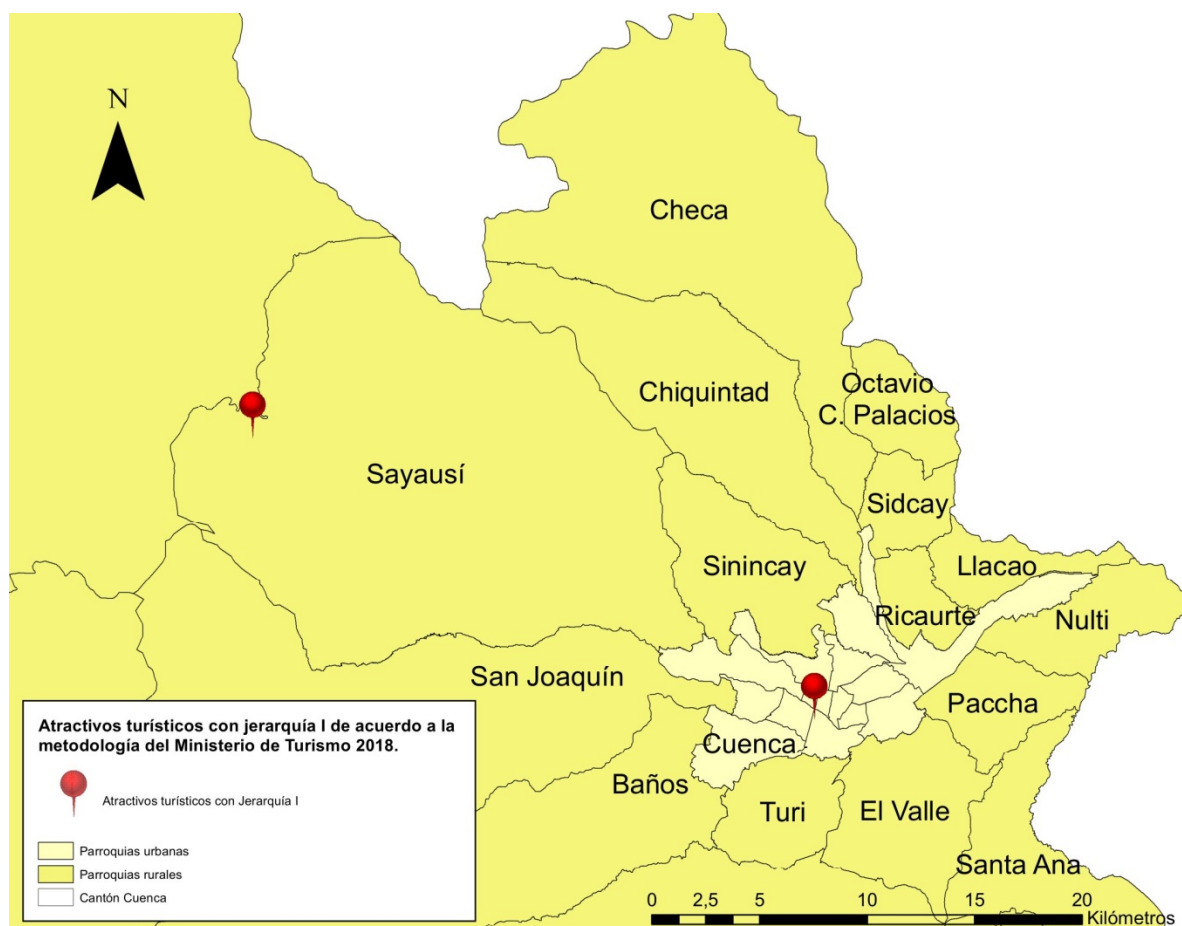 N
Checa
Chiquintad
Octavio
C. Palacios
Sayausí
Sidcay
Sinincay
Llacao
Ricaurte
Nulti
San Joaquín
Paccha
Cuenca
Baños
Turi
El Valle
Santa Ana
Atractivos turísticos con jerarquía I de acuerdo a la
metodología del Ministerio de Turismo 2018.
Atractivos turísticos con Jerarquía I
Parroquias urbanas
Parroquias rurales
Cantón Cuenca
0 2,5 5 10 15 20
Kilómetros